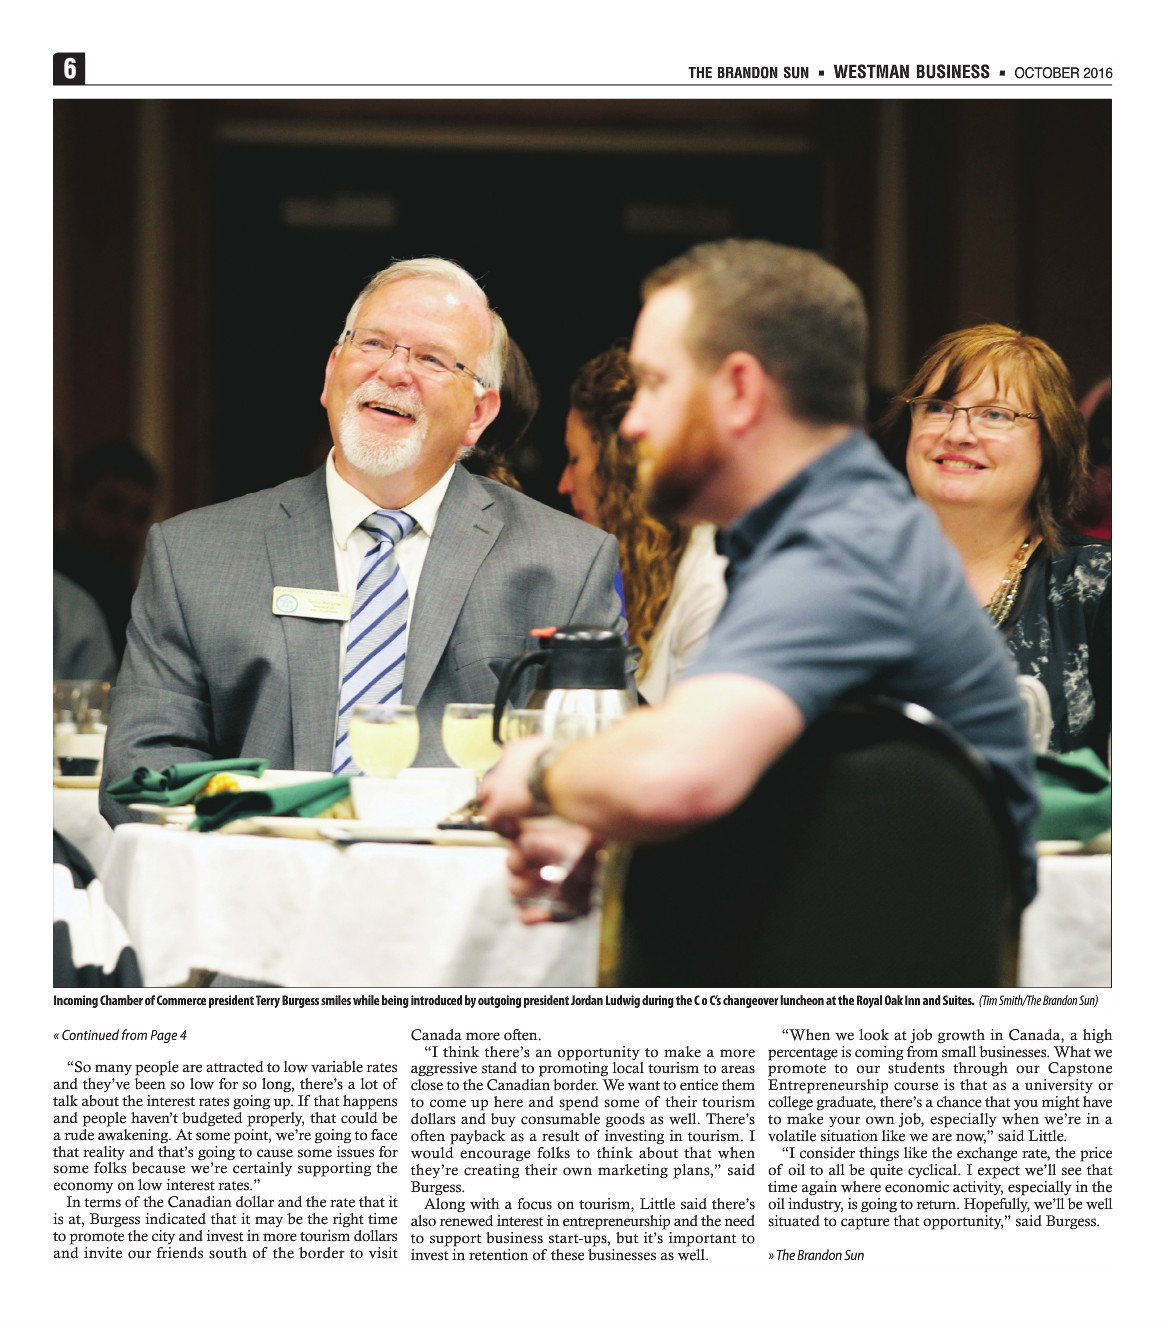 6
THE BRANDON SUN ▪ WESTMAN BUSINESS ▪ OCTOBER 2016
Incoming Chamber of Commerce president Terry Burgess smiles while being introduced by outgoing president Jordan Ludwig during the C o C's changeover luncheon at the Royal Oak Inn and Suites. (Tim Smith/The Brandon Sun)
« Continued from Page 4
“So many people are attracted to low variable rates
and they’ve been so low for so long, there’s a lot of
talk about the interest rates going up. If that happens
and people haven’t budgeted properly, that could be
a rude awakening. At some point, we’re going to face
that reality and that’s going to cause some issues for
some folks because we’re certainly supporting the
economy on low interest rates.”
In terms of the Canadian dollar and the rate that it
is at, Burgess indicated that it may be the right time
to promote the city and invest in more tourism dollars
and invite our friends south of the border to visit
Canada more often.
“I think there’s an opportunity to make a more
aggressive stand to promoting local tourism to areas
close to the Canadian border. We want to entice them
to come up here and spend some of their tourism
dollars and buy consumable goods as well. There’s
often payback as a result of investing in tourism. I
would encourage folks to think about that when
they’re creating their own marketing plans,” said
Burgess.
Along with a focus on tourism, Little said there’s
also renewed interest in entrepreneurship and the need
to support business start-ups, but it’s important to
invest in retention of these businesses as well.
“When we look at job growth in Canada, a high
percentage is coming from small businesses. What we
promote to our students through our Capstone
Entrepreneurship course is that as a university or
college graduate, there’s a chance that you might have
to make your own job, especially when we’re in a
volatile situation like we are now,” said Little.
“I consider things like the exchange rate, the price
of oil to all be quite cyclical. I expect we’ll see that
time again where economic activity, especially in the
oil industry, is going to return. Hopefully, we’ll be well
situated to capture that opportunity,” said Burgess.
» The Brandon Sun